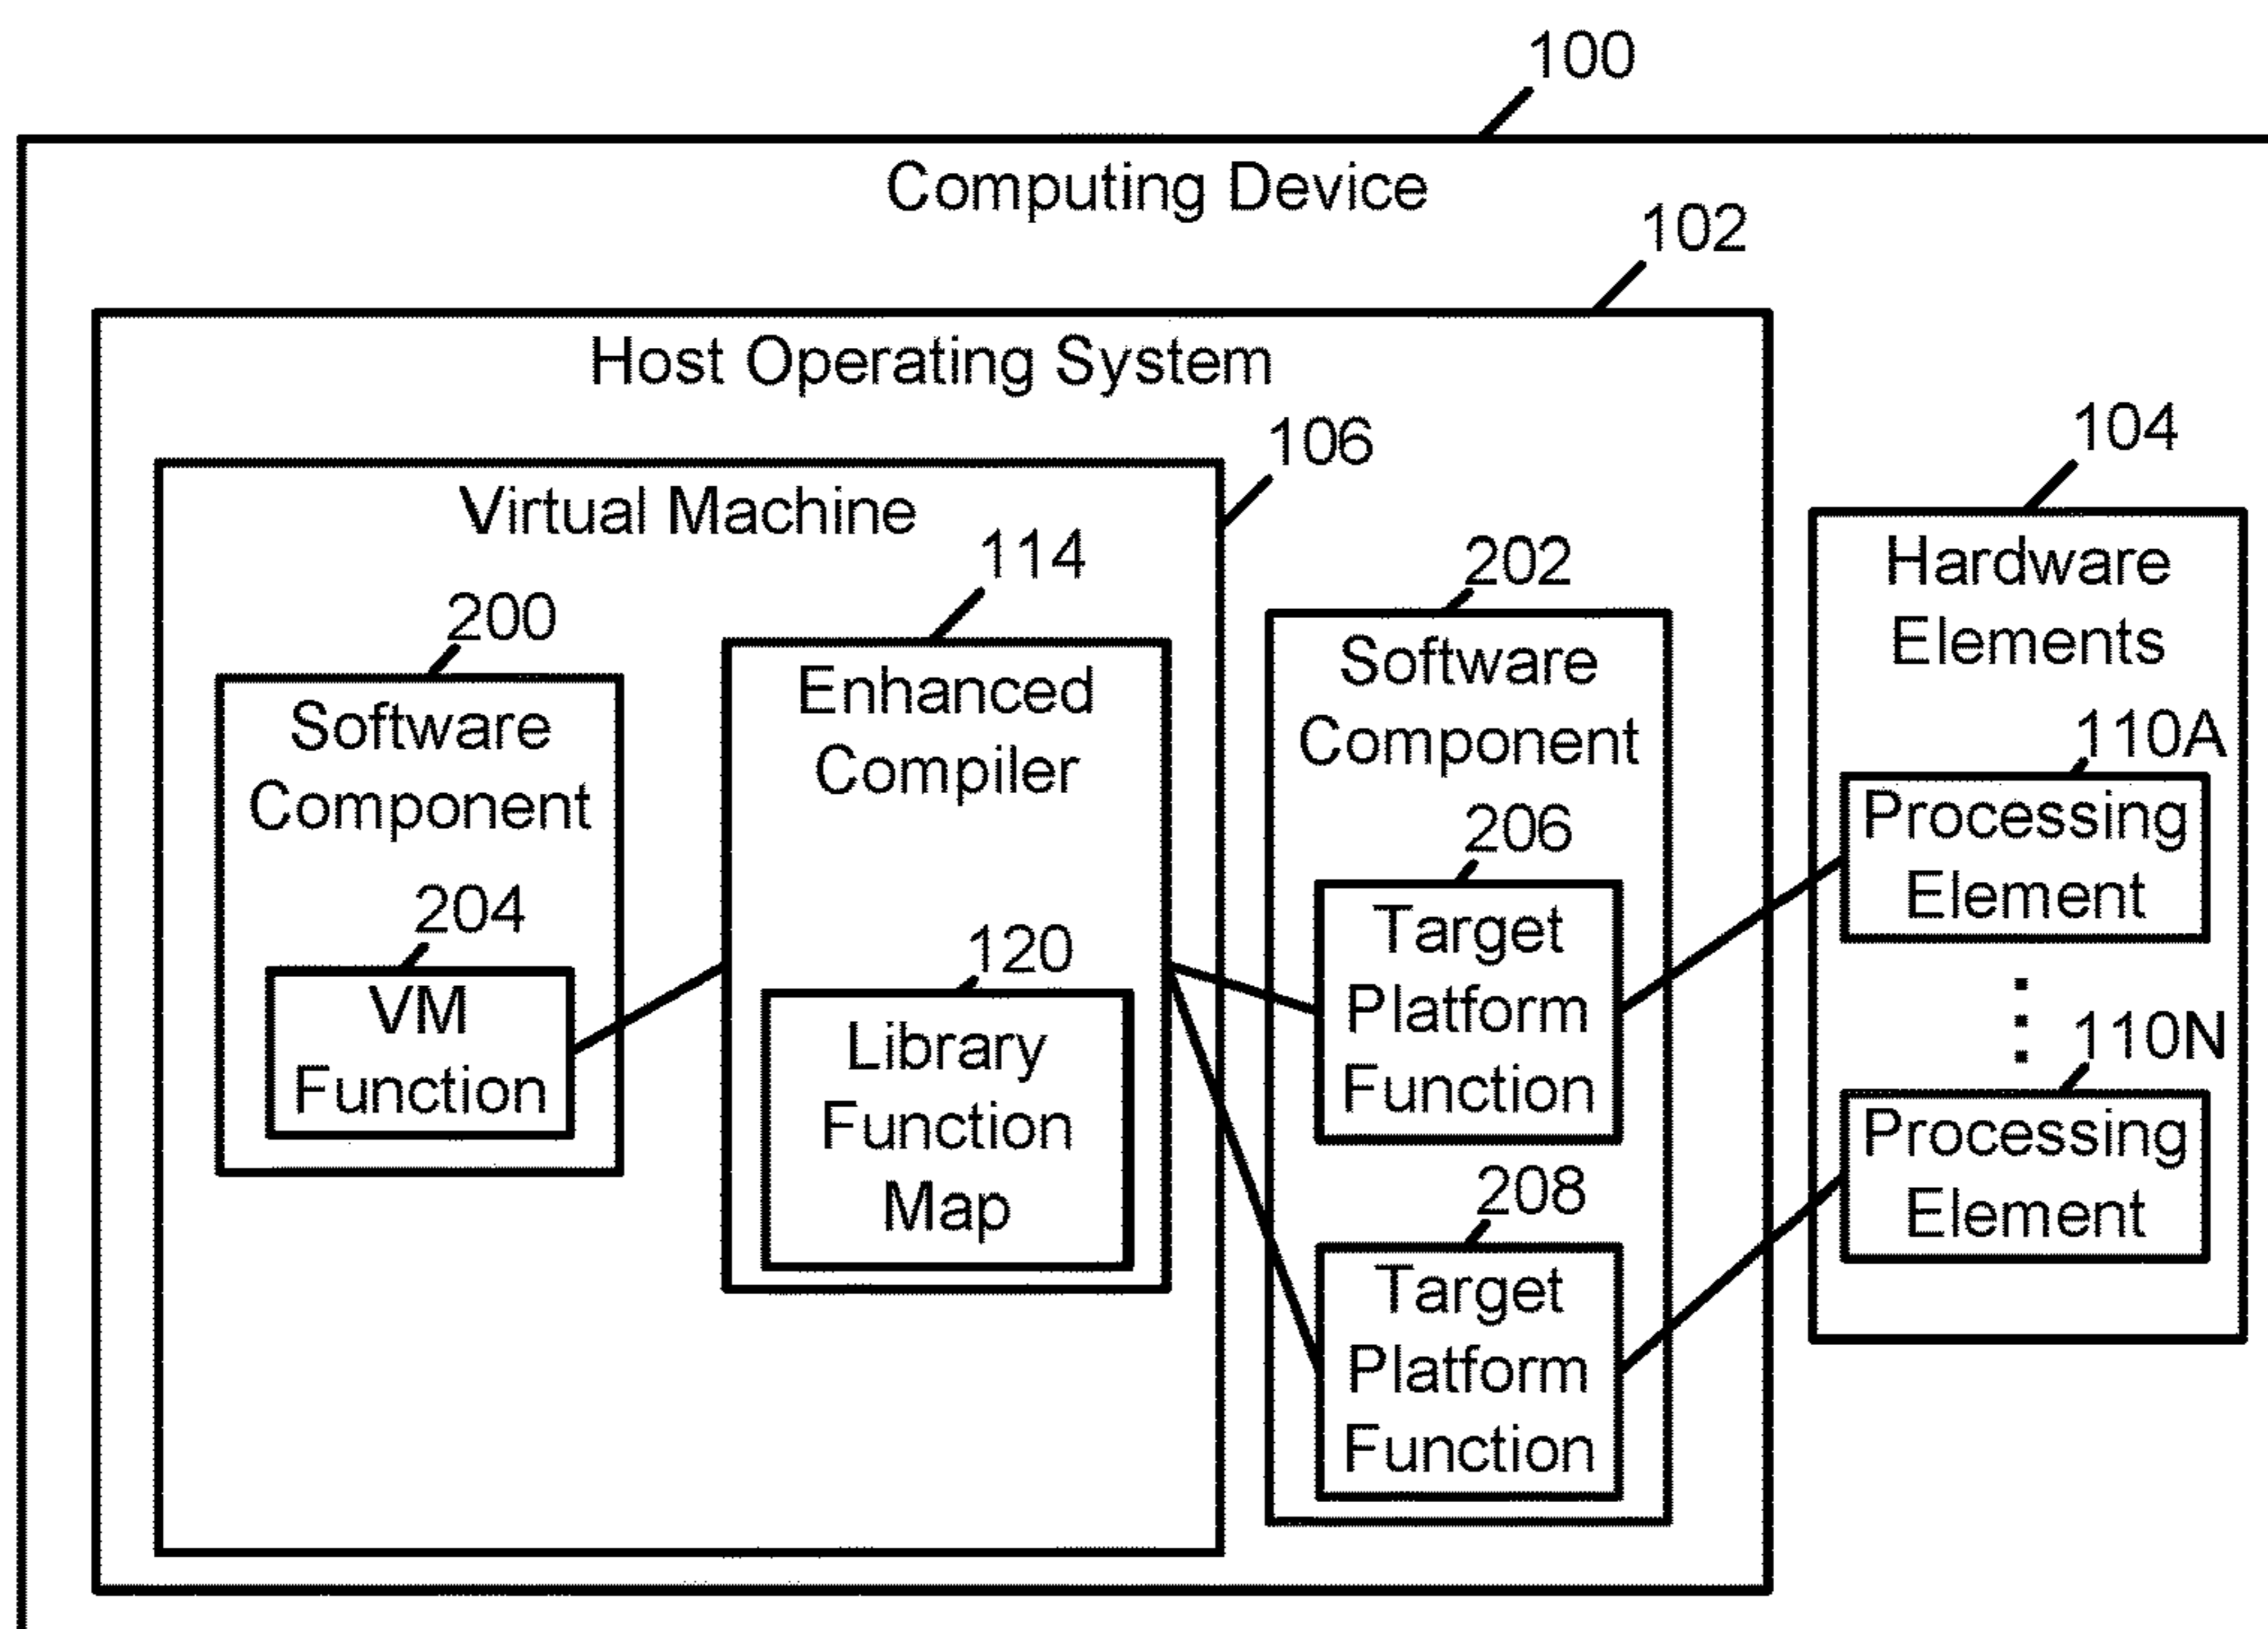 100
Computing Device
102
Host Operating System
106
104
Virtual Machine
114
202
Hardware
Elements
200
Enhanced
Compiler
Software
Component
Software
Component
110A
Processing
Element
206
204
120
Target
Platform
Function
VM
Function
Library
Function
Map
110N
Processing
Element
208
Target
Platform
Function